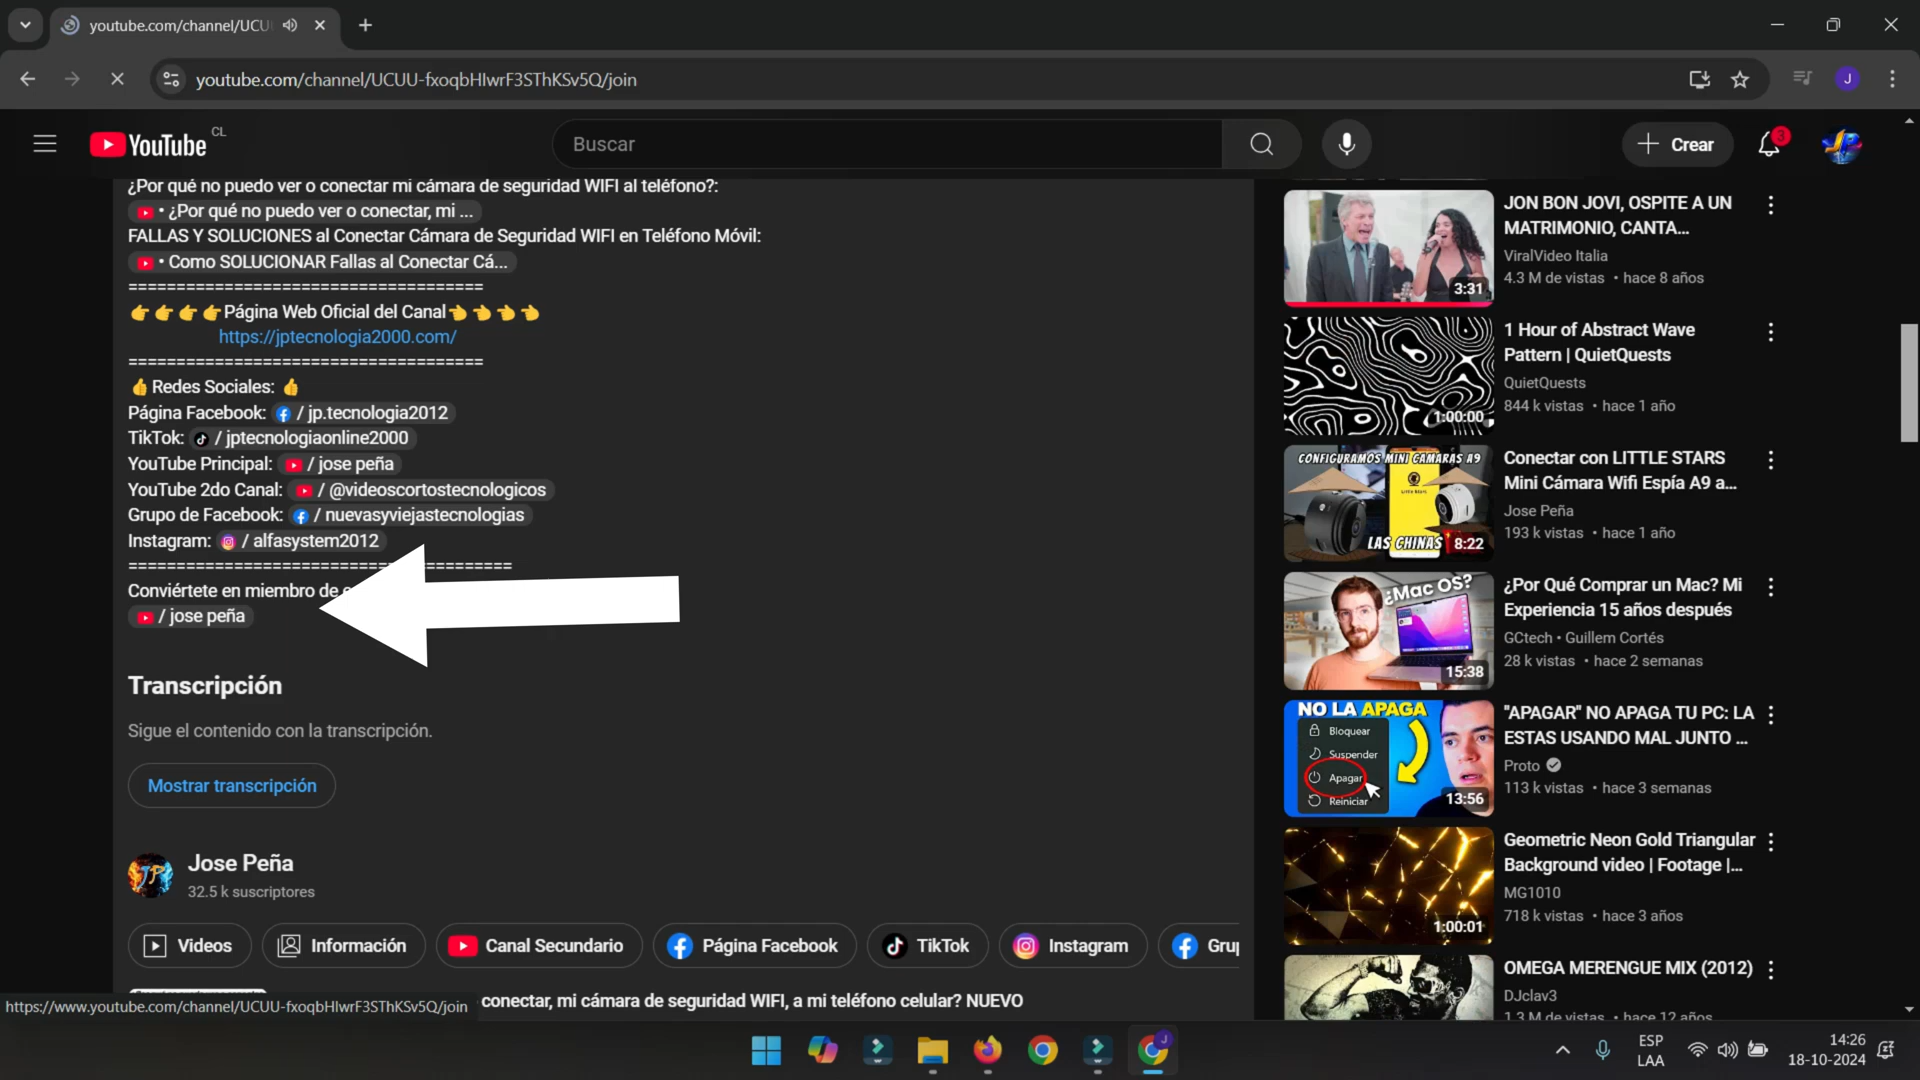 youtube.com/channel/UCU
youtube.com/channel/UCUU-fxoqbHIwrF3SThKSv5Q/join
J
YouTube CL
Buscar
Crear
3
¿Por qué no puedo ver o conectar mi cámara de seguridad WIFI al teléfono?:
• ¿Por qué no puedo ver o conectar, mi ...
FALLAS Y SOLUCIONES al Conectar Cámara de Seguridad WIFI en Teléfono Móvil:
• Como SOLUCIONAR Fallas al Conectar Cá...
=====================================
Página Web Oficial del Canal
https://jptecnologia2000.com/
=====================================
Redes Sociales:
Página Facebook: / jp.tecnologia2012
TikTok: / jptecnologiaonline2000
YouTube Principal: / jose peña
YouTube 2do Canal: / @videoscortostecnologicos
Grupo de Facebook: / nuevasyviejastecnologias
Instagram: / alfasystem2012
========================================
Conviértete en miembro de
/ jose peña
Transcripción
Sigue el contenido con la transcripción.
Mostrar transcripción
Jose Peña
32.5 k suscriptores
Videos
Información
Canal Secundario
Página Facebook
TikTok
Instagram
Gru
conectar, mi cámara de seguridad WIFI, a mi teléfono celular? NUEVO
https://www.youtube.com/channel/UCUU-fxoqbHIwrF3SThKSv5Q/join
3:31
JON BON JOVI, OSPITE A UN
MATRIMONIO, CANTA...
ViralVideo Italia
4.3 M de vistas • hace 8 años
1:00:00
1 Hour of Abstract Wave
Pattern | QuietQuests
QuietQuests
844 k vistas • hace 1 año
CONFIGURAMOS MINI CAMARAS A9
Little Stars
LAS CHINAS
8:22
Conectar con LITTLE STARS
Mini Cámara Wifi Espía A9 a...
Jose Peña
193 k vistas • hace 1 año
¿Mac OS?
15:38
¿Por Qué Comprar un Mac? Mi
Experiencia 15 años después
GCtech • Guillem Cortés
28 k vistas • hace 2 semanas
NO LA APAGA
Bloquear
Suspender
Apagar
Reiniciar
13:56
"APAGAR" NO APAGA TU PC: LA
ESTAS USANDO MAL JUNTO ...
Proto
113 k vistas • hace 3 semanas
1:00:01
Geometric Neon Gold Triangular
Background video | Footage |...
MG1010
718 k vistas • hace 3 años
OMEGA MERENGUE MIX (2012)
DJclav3
1.3 M de vistas • hace 12 años
ESP
LAA
14:26
18-10-2024